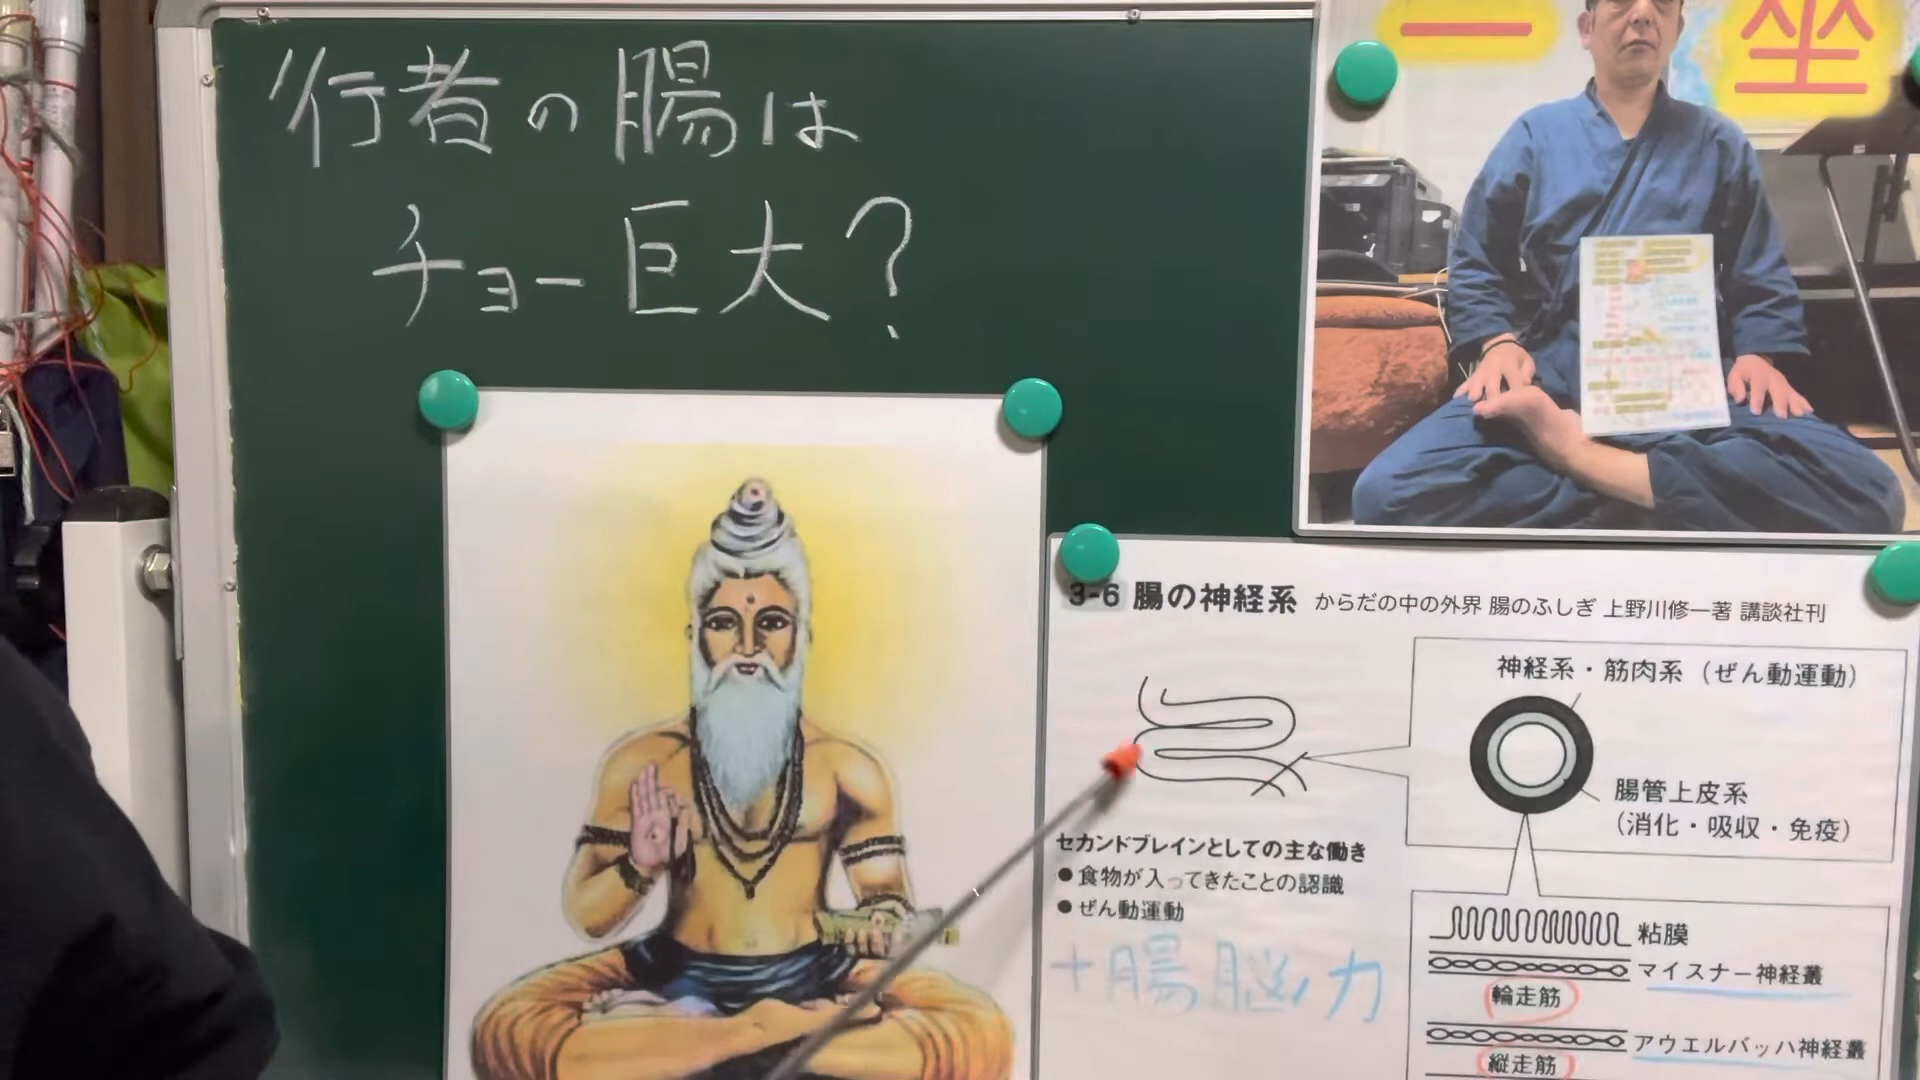 行者の腸は
チョー巨大?
一 坐
3-6 腸の神経系 からだの中の外界 腸のふしぎ 上野川修一著 講談社刊
神経系・筋肉系(ぜん動運動)
腸管上皮系
(消化・吸収・免疫)
セカンドブレインとしての主な働き
●食物が入ってきたことの認識
●ぜん動運動
+腸脳力
粘膜
マイスナー神経叢
輪走筋
アウエルバッハ神経叢
縦走筋